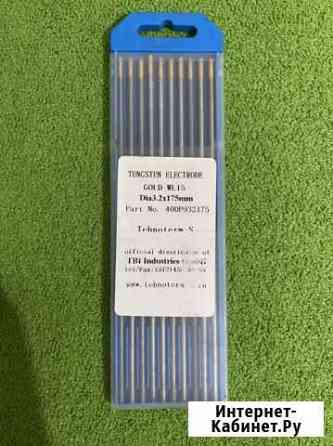 TUNGSTEN ELECTRODE
GOLD WL15
Dia3.2x175mm
Part No. 400P932175
Tehnoterm S
official distributor of
TBI Industries
www.tehnoterm
Интернет-
Кабинет.Ру